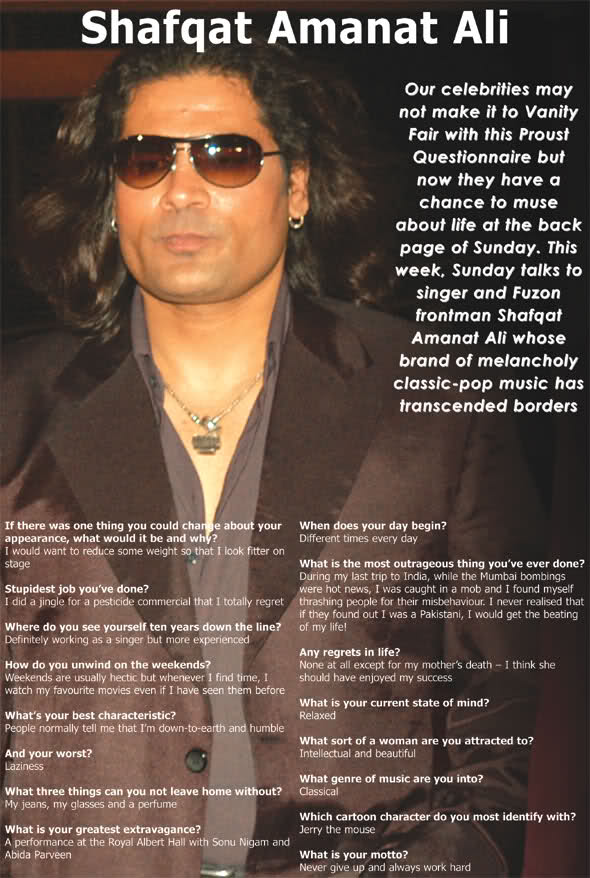 Shafqat Amanat Ali
Our celebrities may
not make it to Vanity
Fair with this Proust
Questionnaire but
now they have a
chance to muse
about life at the back
page of Sunday. This
week, Sunday talks to
singer and Fuzon
frontman Shafqat
Amanat Ali whose
brand of melancholy
classic-pop music has
transcended borders
If there was one thing you could change about your
appearance, what would it be and why?
I would want to reduce some weight so that I look fitter on
stage
Stupidest job you've done?
I did a jingle for a pesticide commercial that I totally regret
Where do you see yourself ten years down the line?
Definitely working as a singer but more experienced
How do you unwind on the weekends?
Weekends are usually hectic but whenever I find time, I
watch my favourite movies even if I have seen them before
What's your best characteristic?
People normally tell me that I'm down-to-earth and humble
And your worst?
Laziness
What three things can you not leave home without?
My jeans, my glasses and a perfume
What is your greatest extravagance?
A performance at the Royal Albert Hall with Sonu Nigam and
Abida Parveen
When does your day begin?
Different times every day
What is the most outrageous thing you've ever done?
During my last trip to India, while the Mumbai bombings
were hot news, I was caught in a mob and I found myself
thrashing people for their misbehaviour. I never realised that
if they found out I was a Pakistani, I would get the beating
of my life!
Any regrets in life?
None at all except for my mother's death – I think she
should have enjoyed my success
What is your current state of mind?
Relaxed
What sort of a woman are you attracted to?
Intellectual and beautiful
What genre of music are you into?
Classical
Which cartoon character do you most identify with?
Jerry the mouse
What is your motto?
Never give up and always work hard